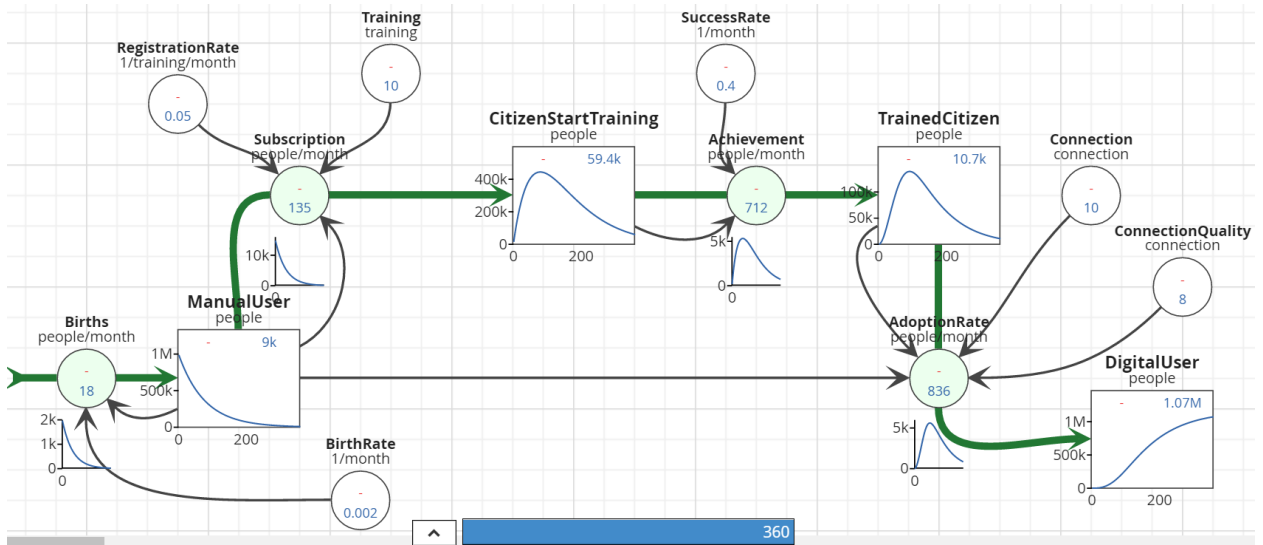 Training
training
10
SuccessRate
1/month
0.4
RegistrationRate
1/training/month
0.05
Subscription
people/month
135
10k
0
0
CitizenStartTraining
people
59.4k
400k
200k
0
0
200
Achievement
people/month
712
5k
0
0
TrainedCitizen
people
10.7k
100k
50k
0
0
200
Connection
connection
10
ConnectionQuality
connection
8
ManualUser
people
9k
1M
500k
0
0
200
Births
people/month
18
2k
1k
0
0
BirthRate
1/month
0.002
AdoptionRate
people/month
836
5k
0
0
DigitalUser
people
1.07M
1M
500k
0
0
200
360